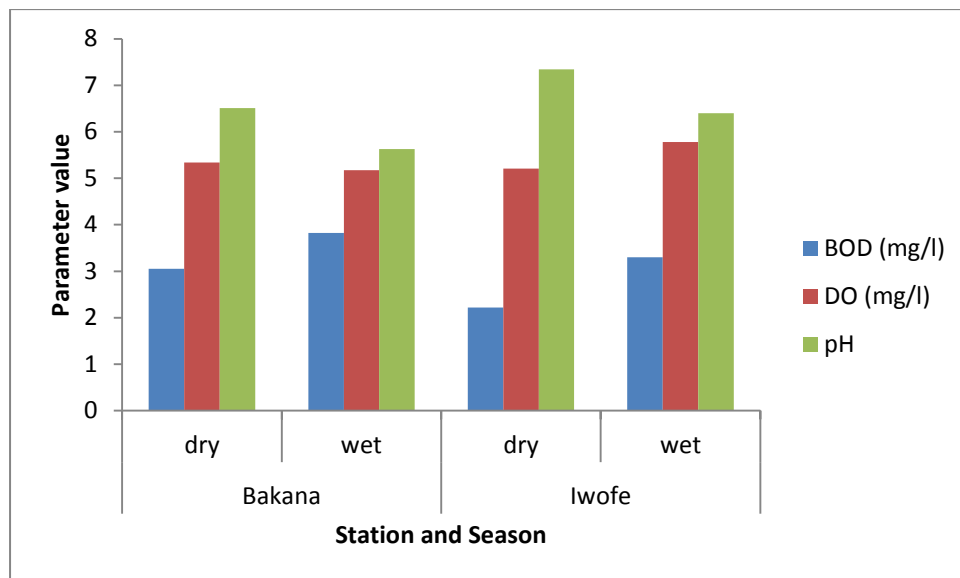 8
7
6
5
4
3
2
1
0
Parameter value
dry
wet
dry
wet
Bakana
Iwofe
Station and Season
BOD (mg/l)
DO (mg/l)
pH